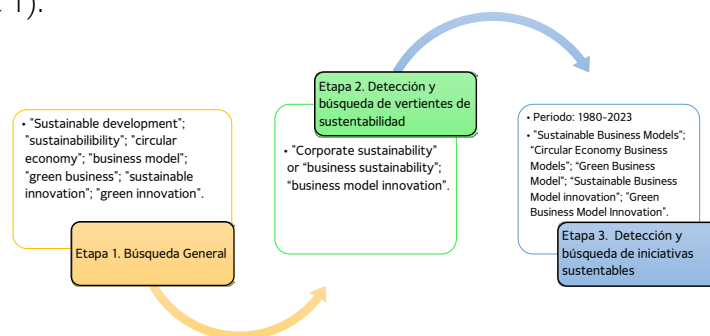 1).
• "Sustainable development";
"sustainabilibility"; "circular
economy"; "business model";
"green business"; "sustainable
innovation"; "green innovation".
Etapa 1. Búsqueda General
Etapa 2. Detección y
búsqueda de vertientes de
sustentabilidad
• "Corporate sustainability"
or "business sustainability";
"business model innovation".
• Periodo: 1980-2023
• "Sustainable Business Models";
"Circular Economy Business
Models"; "Green Business
Model"; "Sustainable Business
Model innovation"; "Green
Business Model Innovation".
Etapa 3. Detección y
búsqueda de iniciativas
sustentables